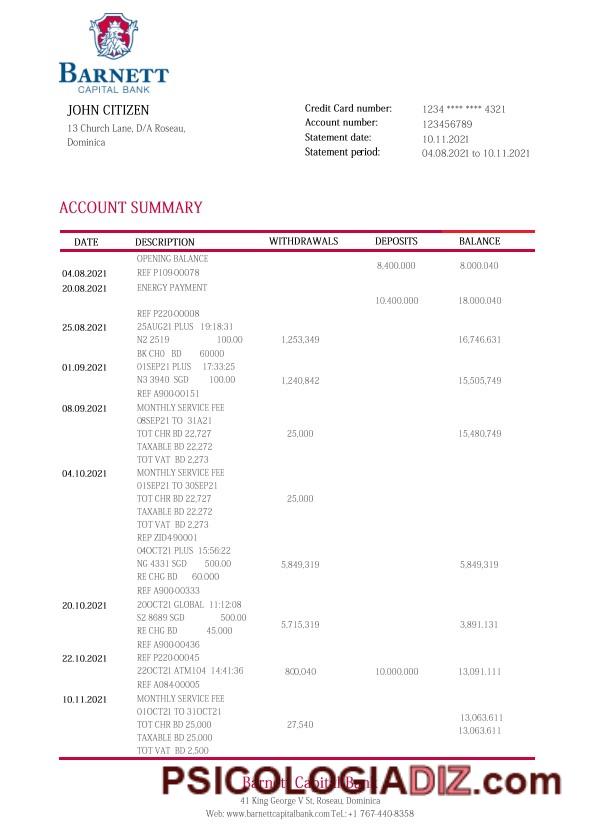 BARNETT
CAPITAL BANK
JOHN CITIZEN
13 Church Lane, D/A Roseau,
Dominica
Credit Card number: 1234 **** **** 4321
Account number: 123456789
Statement date: 10.11.2021
Statement period: 04.08.2021 to 10.11.2021
ACCOUNT SUMMARY
DATE DESCRIPTION WITHDRAWALS DEPOSITS BALANCE
OPENING BALANCE
8,400.000 8.000.040
04.08.2021 REF P109-00078
20.08.2021 ENERGY PAYMENT
10.400.000 18.000.040
REF P220-00008
25.08.2021 25AUG21 PLUS 19:18:31
N2 2519 100.00 1,253,349 16,746.631
BK CHO BD 60000
01.09.2021 01SEP21 PLUS 17:33:25
N3 3940 SGD 100.00 1,240,842 15,505,749
REF A900-00151
08.09.2021 MONTHLY SERVICE FEE
08SEP21 TO 31A21
TOT CHR BD 22,727 25,000 15,480,749
TAXABLE BD 22,272
TOT VAT BD 2,273
04.10.2021 MONTHLY SERVICE FEE
01SEP21 TO 30SEP21
TOT CHR BD 22,727 25,000
TAXABLE BD 22,272
TOT VAT BD 2,273
REP ZID4-90001
04OCT21 PLUS 15:56:22
NG 4331 SGD 500.00 5,849,319 5,849,319
RE CHG BD 60.000
REF A900-00333
20.10.2021 20OCT21 GLOBAL 11:12:08
S2 8689 SGD 500.00
5,715,319 3,891.131
RE CHG BD 45.000
REF A900-00436
22.10.2021 REF P220-00045
22OCT21 ATM104 14:41:36 800,040 10.000.000 13,091.111
REF A084-00005
10.11.2021 MONTHLY SERVICE FEE
01OCT21 TO 31OCT21
13,063.611
TOT CHR BD 25,000 27,540
13,063.611
TAXABLE BD 25,000
TOT VAT BD 2,500
Barnett Capital Bank
PSICOLOGIADIZ.com
41 King George V St, Roseau, Dominica
Web: www.barnettcapitalbank.comTeL:+1 767-440-8358